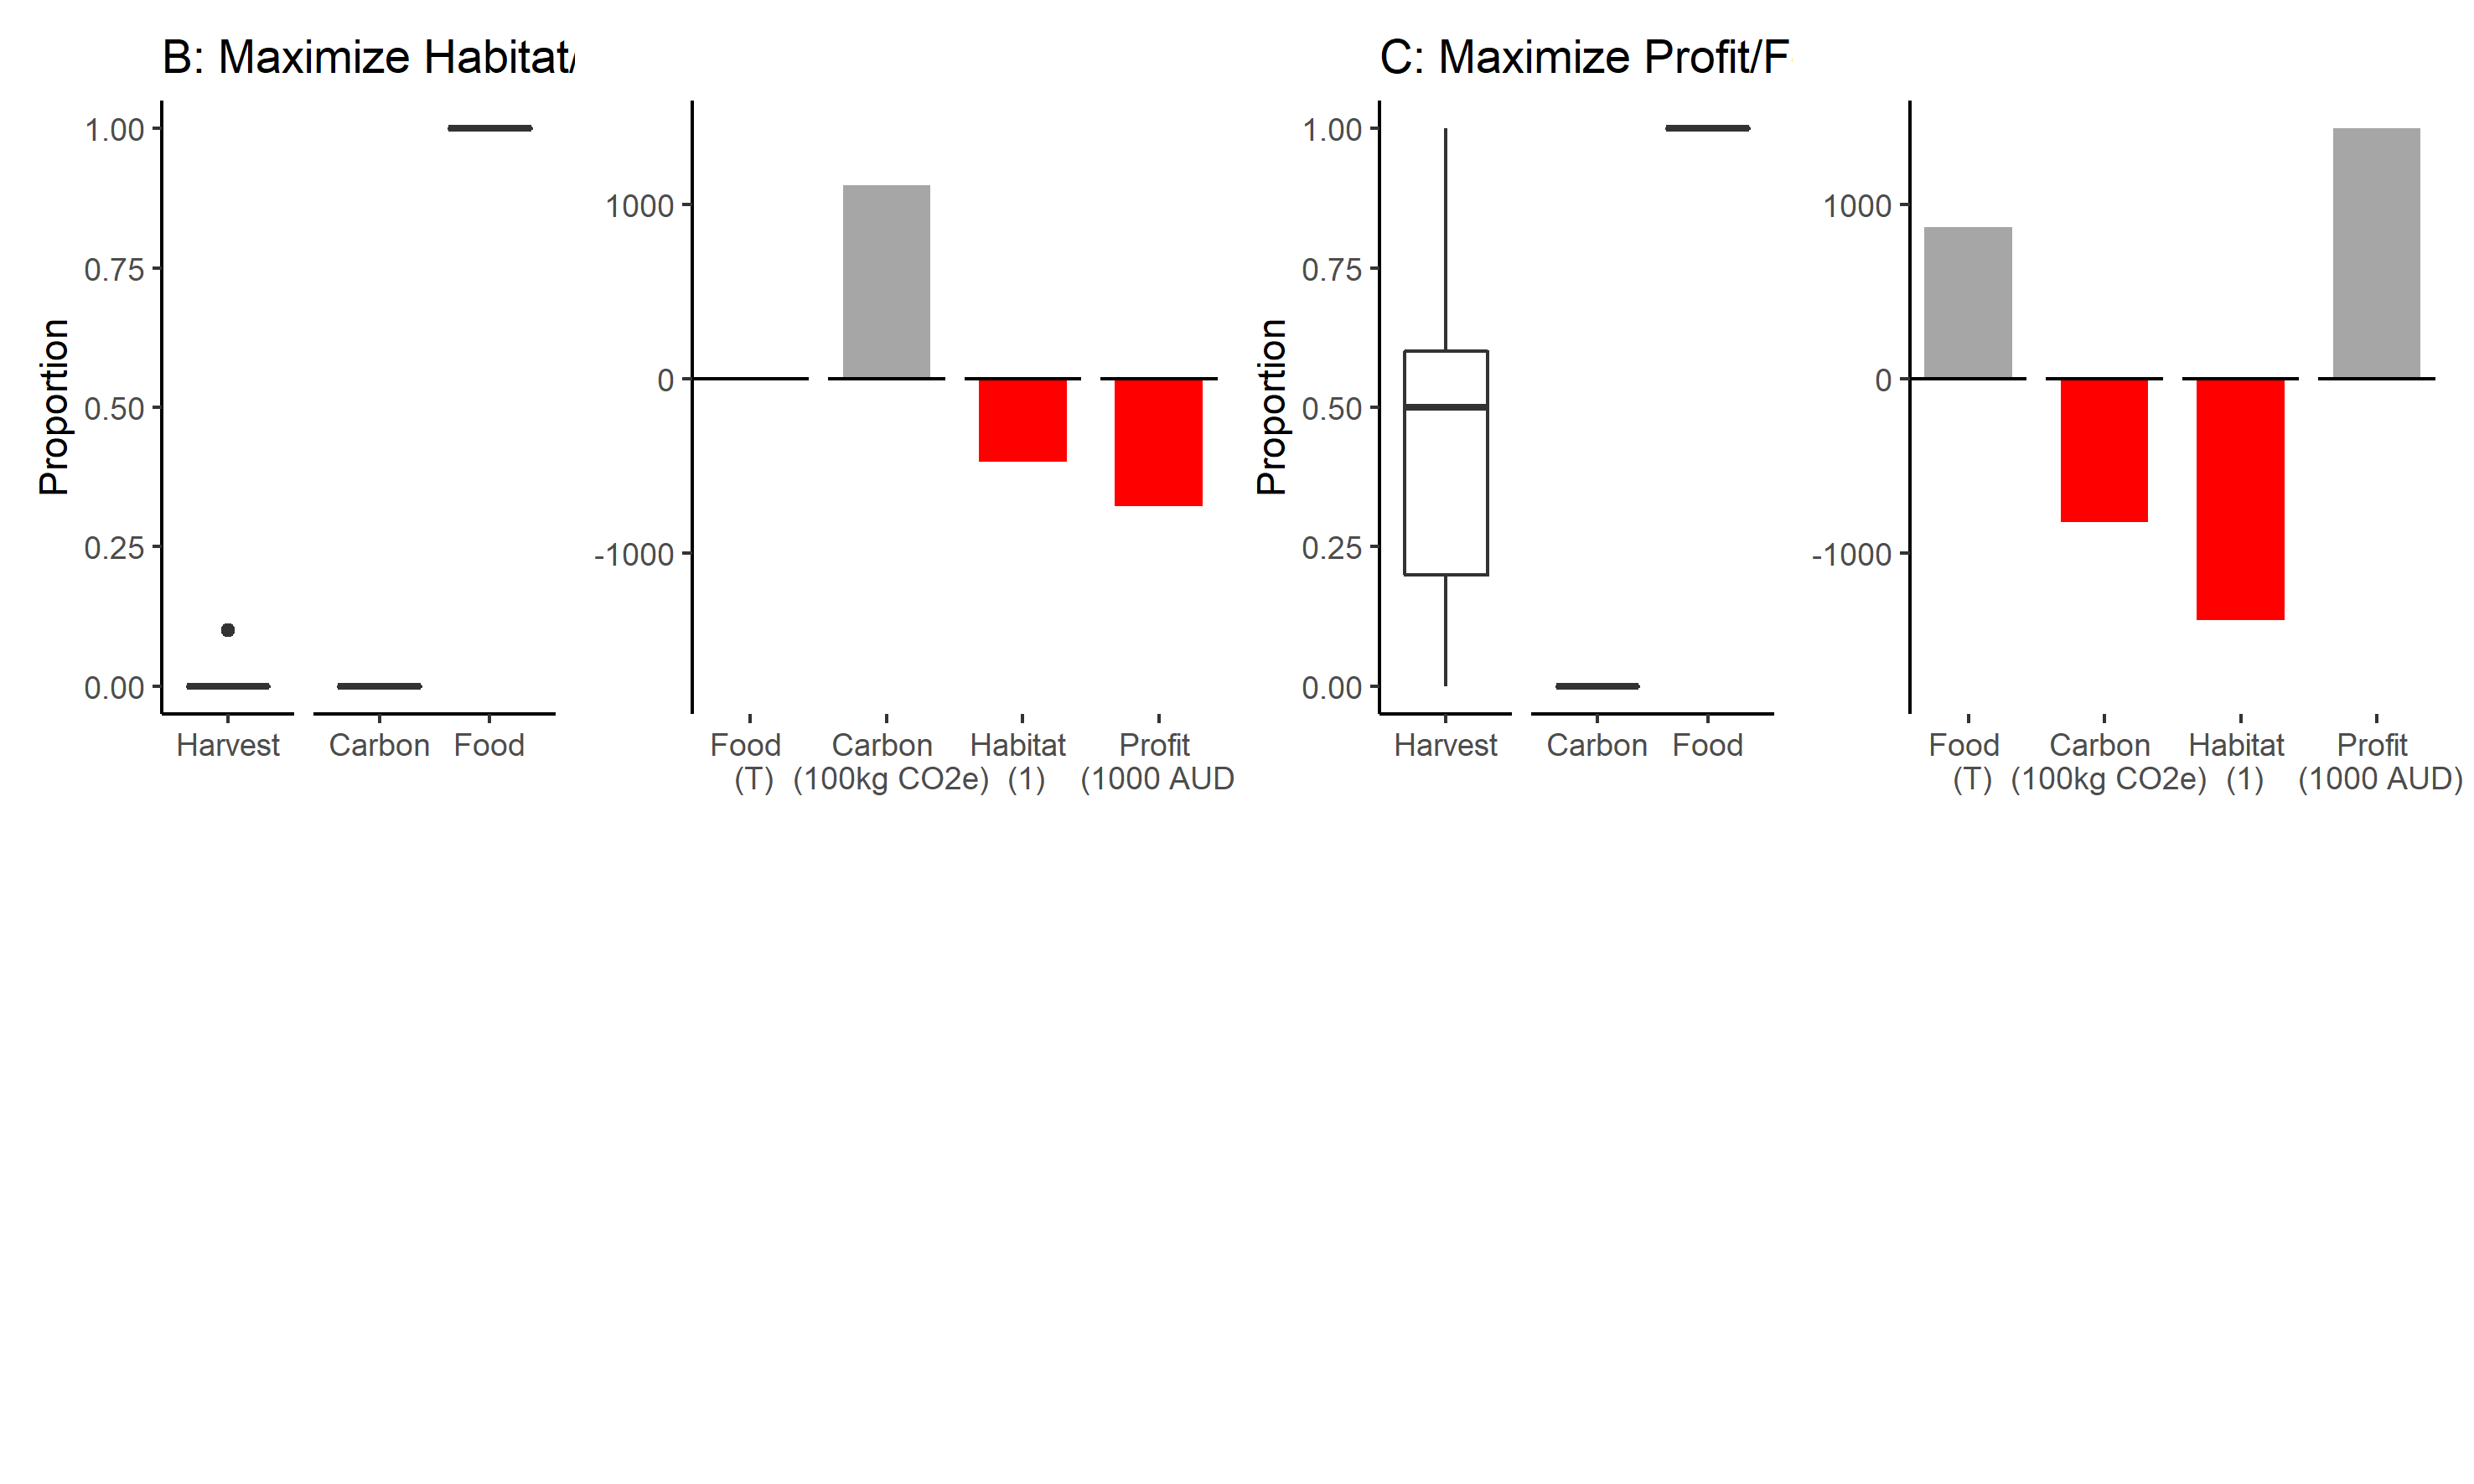 B: Maximize Habitat/
C: Maximize Profit/F
Proportion
1.00
0.75
0.50
0.25
0.00
Harvest
Carbon
Food
1000
0
-1000
Food
(T)
Carbon
(100kg CO2e)
Habitat
(1)
Profit
(1000 AUD
Proportion
1.00
0.75
0.50
0.25
0.00
Harvest
Carbon
Food
1000
0
-1000
Food
(T)
Carbon
(100kg CO2e)
Habitat
(1)
Profit
(1000 AUD)